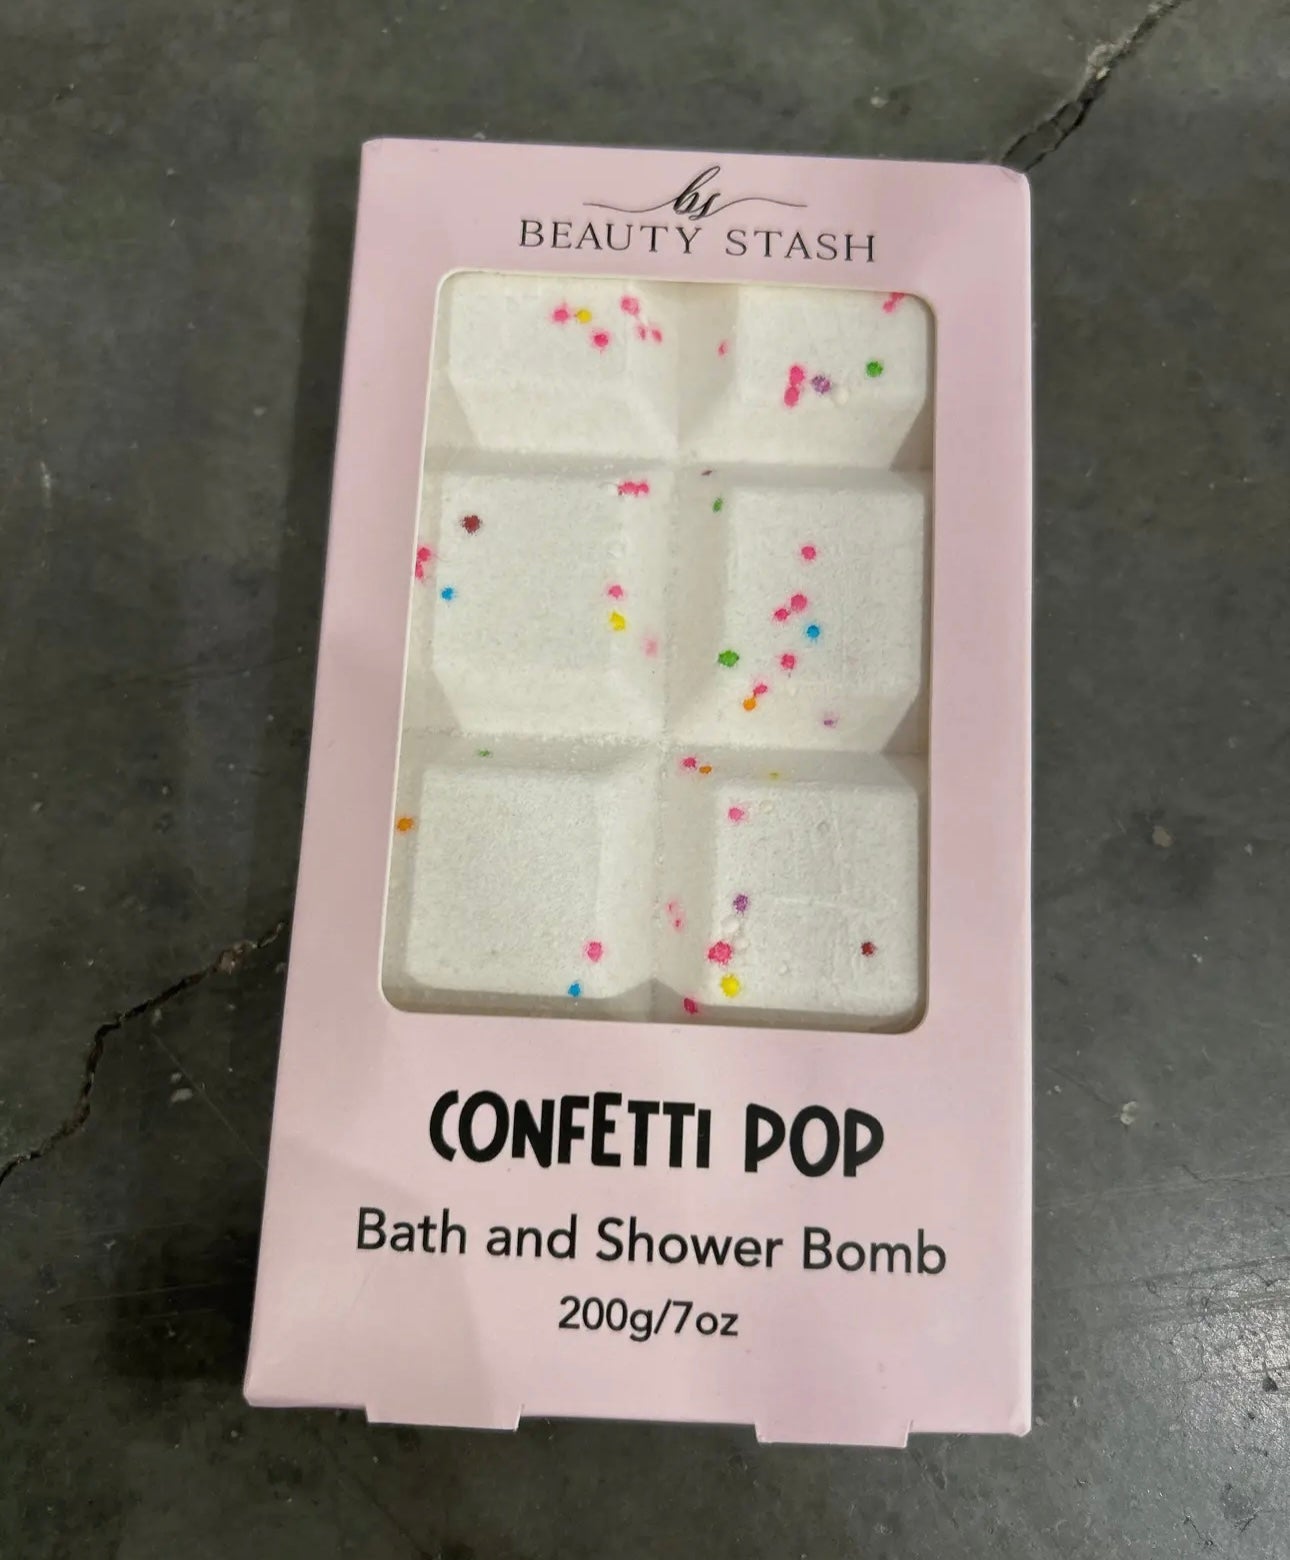 bs
BEAUTY STASH
CONFETTI POP
Bath and Shower Bomb
200g/7oz